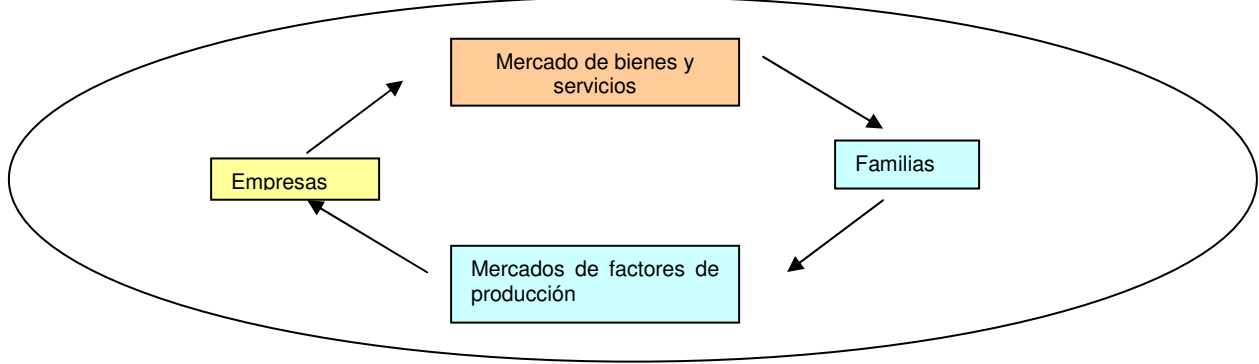 Mercado de bienes y
servicios
Familias
Empresas
Mercados de factores de
producción